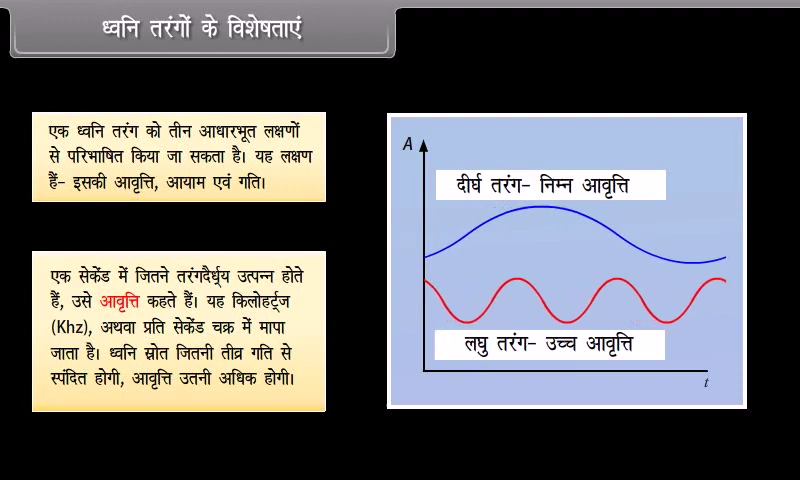 ध्वनि तरंगों के विशेषताएं
एक ध्वनि तरंग को तीन आधारभूत लक्षणों
से परिभाषित किया जा सकता है। यह लक्षण
हैं- इसकी आवृत्ति, आयाम एवं गति।
एक सेकेंड में जितने तरंगदैर्ध्य उत्पन्न होते
हैं, उसे आवृत्ति कहते हैं। यह किलोहर्ट्ज
(Khz), अथवा प्रति सेकेंड चक्र में मापा
जाता है। ध्वनि स्रोत जितनी तीव्र गति से
स्पंदित होगी, आवृत्ति उतनी अधिक होगी।
A
दीर्घ तरंग- निम्न आवृत्ति
लघु तरंग- उच्च आवृत्ति
t